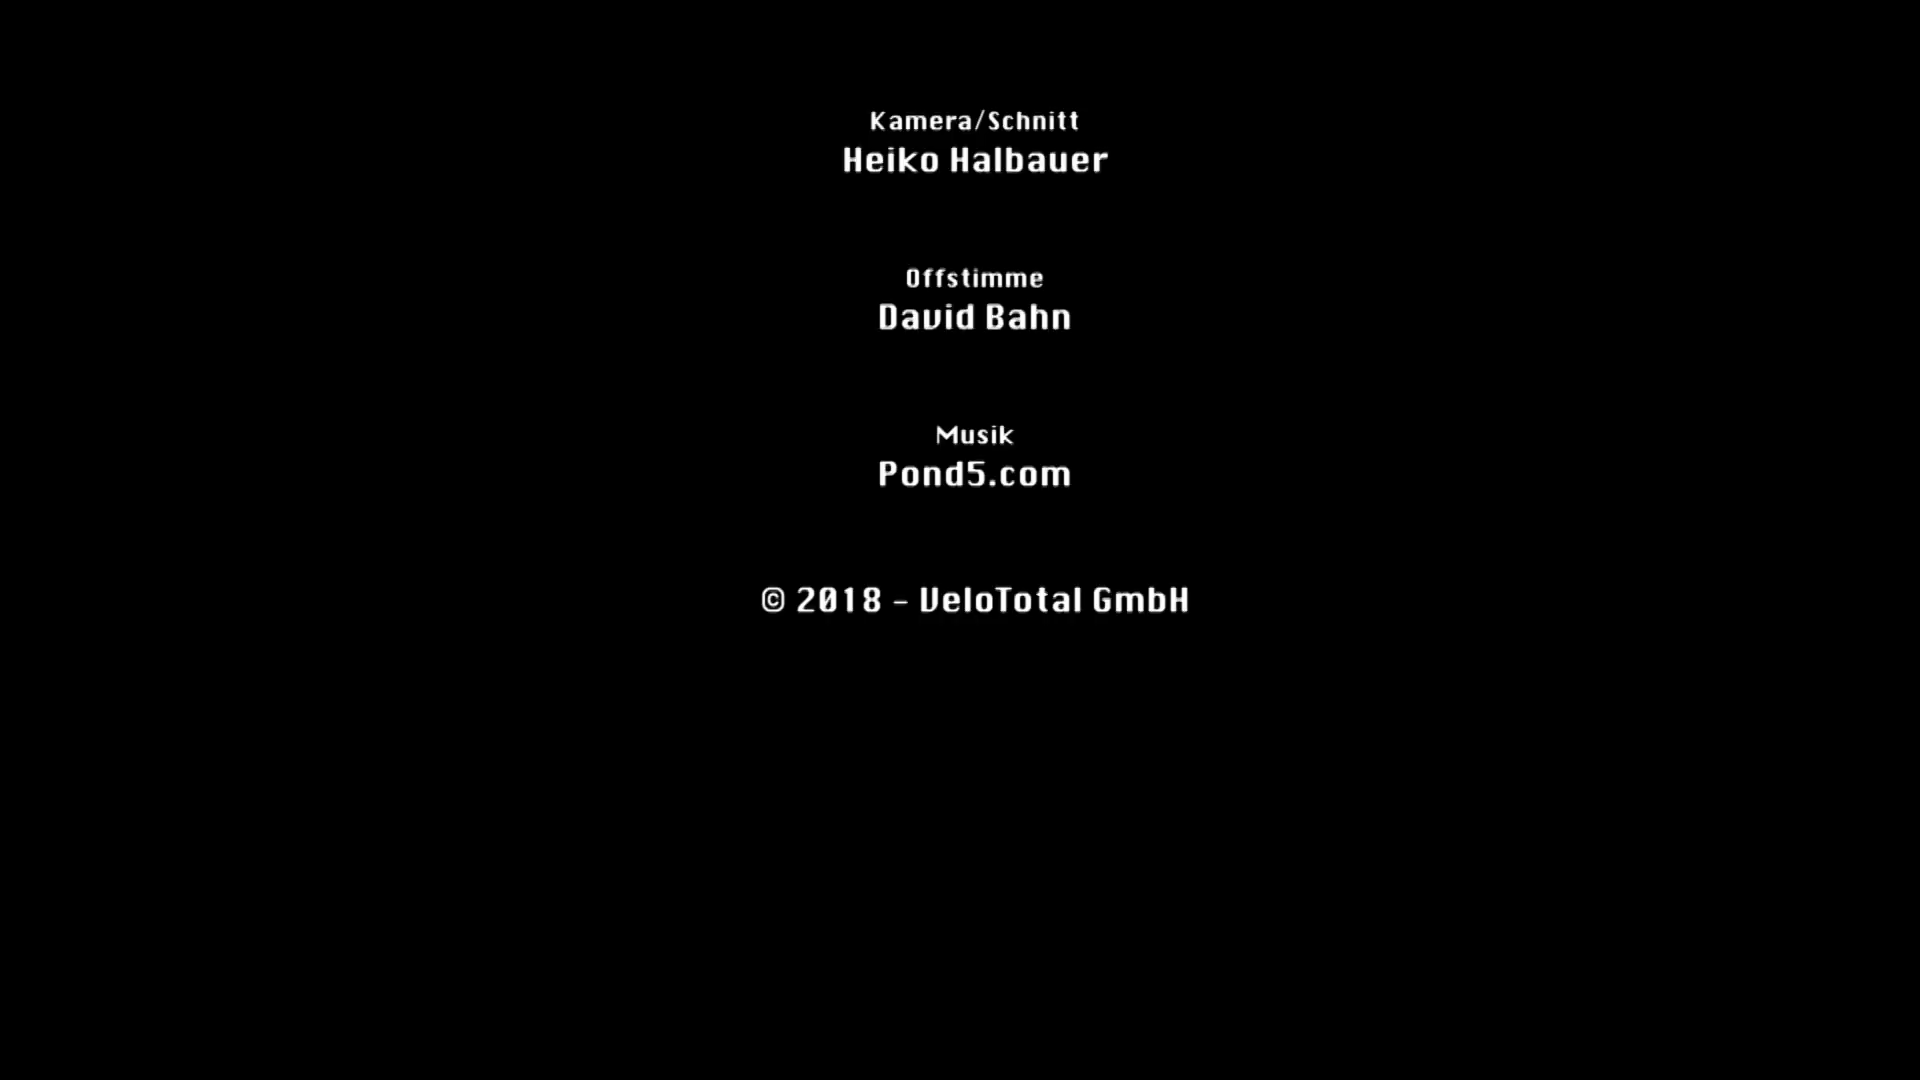 Kamera/Schnitt
Heiko Halbauer
Offstimme
David Bahn
Musik
Pond5.com
© 2018 - VeloTotal GmbH